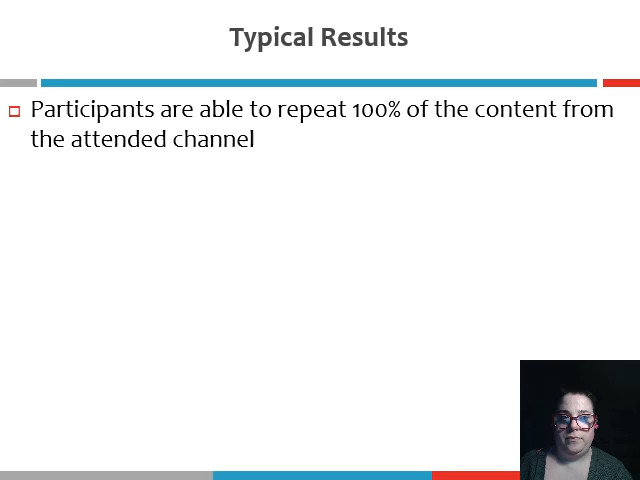 Typical Results
Participants are able to repeat 100% of the content from
the attended channel